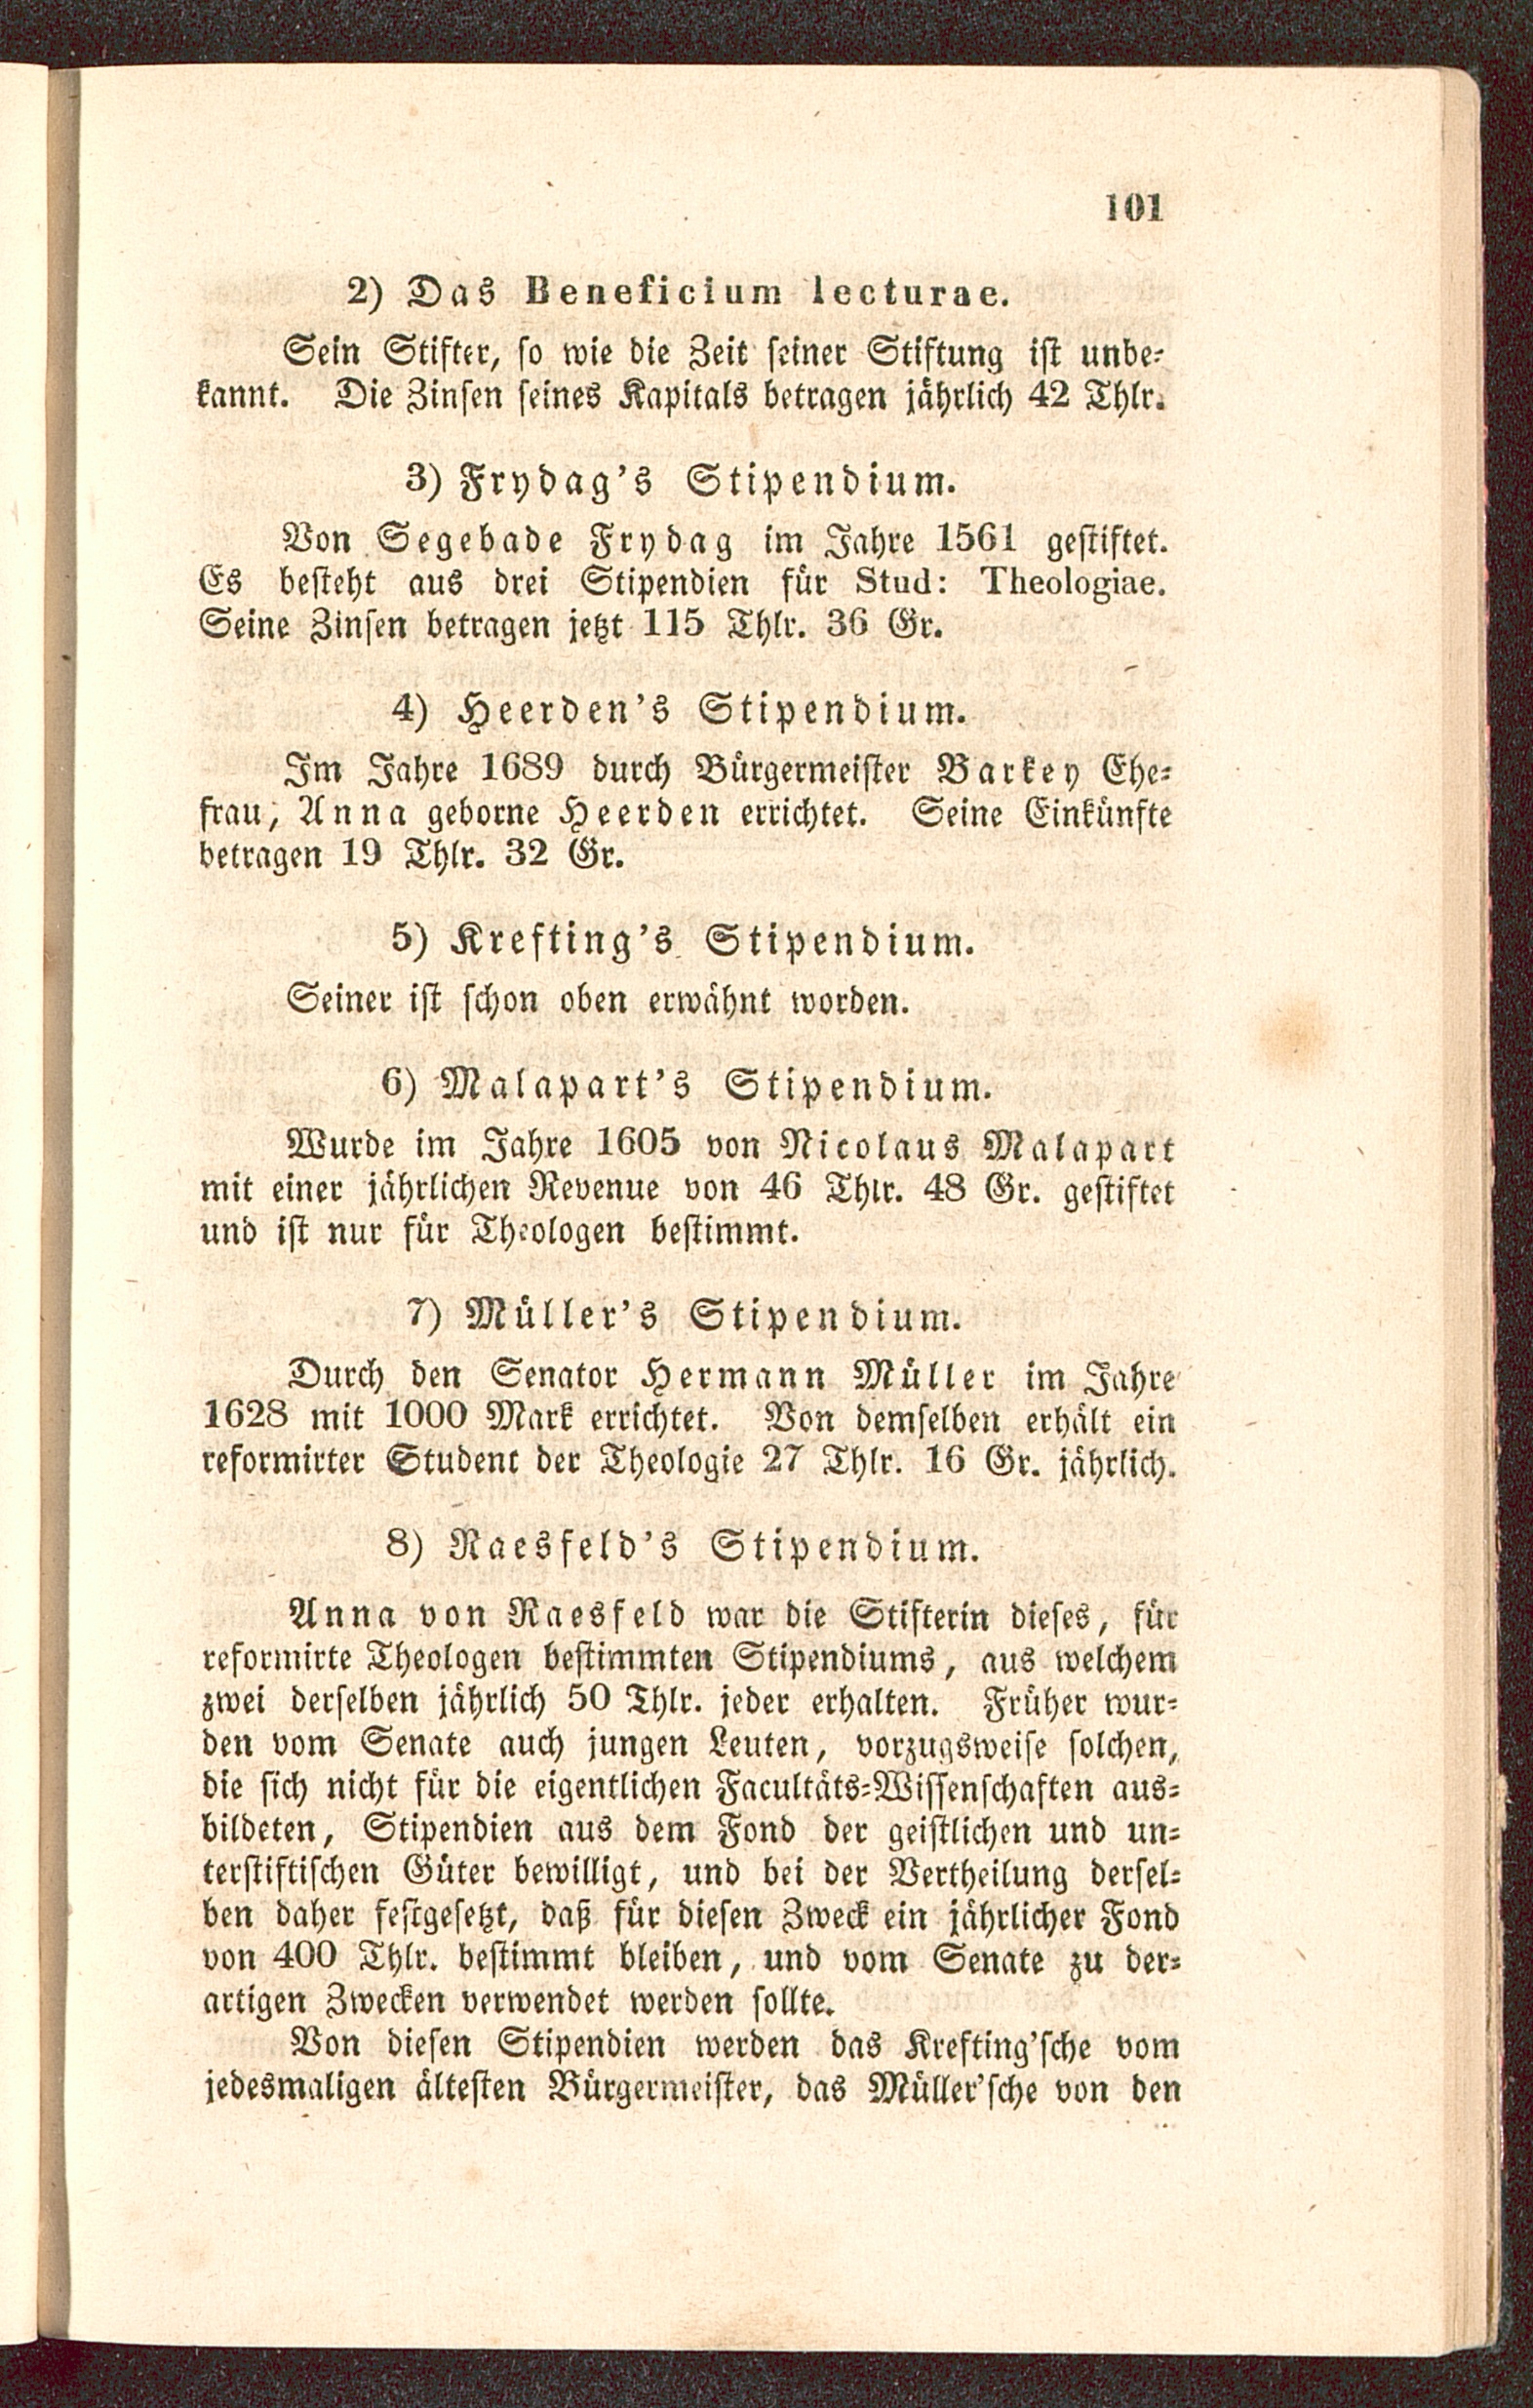 101
2) Das Beneficium lecturae.
Sein Stifter, so wie die Zeit seiner Stiftung ist unbe-
kannt. Die Zinsen seines Kapitals betragen jährlich 42 Thlr.
3) Frydag's Stipendium.
Von Segebade Frydag im Jahre 1561 gestiftet.
Es besteht aus drei Stipendien für Stud: Theologiae.
Seine Zinsen betragen jetzt 115 Thlr. 36 Gr.
4) Heerden's Stipendium.
Im Jahre 1689 durch Bürgermeister Barkey Ehe-
frau, Anna geborne Heerden errichtet. Seine Einkünfte
betragen 19 Thlr. 32 Gr.
5) Krefting's Stipendium.
Seiner ist schon oben erwähnt worden.
6) Malapart's Stipendium.
Wurde im Jahre 1605 von Nicolaus Malapart
mit einer jährlichen Revenue von 46 Thlr. 48 Gr. gestiftet
und ist nur für Theologen bestimmt.
7) Müller's Stipendium.
Durch den Senator Hermann Müller im Jahre
1628 mit 1000 Mark errichtet. Von demselben erhält ein
reformirter Student der Theologie 27 Thlr. 16 Gr. jährlich.
8) Raesfeld's Stipendium.
Anna von Raesfeld war die Stifterin dieses, für
reformirte Theologen bestimmten Stipendiums, aus welchem
zwei derselben jährlich 50 Thlr. jeder erhalten. Früher wur-
den vom Senate auch jungen Leuten, vorzugsweise solchen,
die sich nicht für die eigentlichen Facultäts-Wissenschaften aus-
bildeten, Stipendien aus dem Fond der geistlichen und un-
terstiftischen Güter bewilligt, und bei der Vertheilung dersel-
ben daher festgesetzt, daß für diesen Zweck ein jährlicher Fond
von 400 Thlr. bestimmt bleiben, und vom Senate zu der-
artigen Zwecken verwendet werden sollte.
Von diesen Stipendien werden das Krefting'sche vom
jedesmaligen ältesten Bürgermeister, das Müller'sche von den